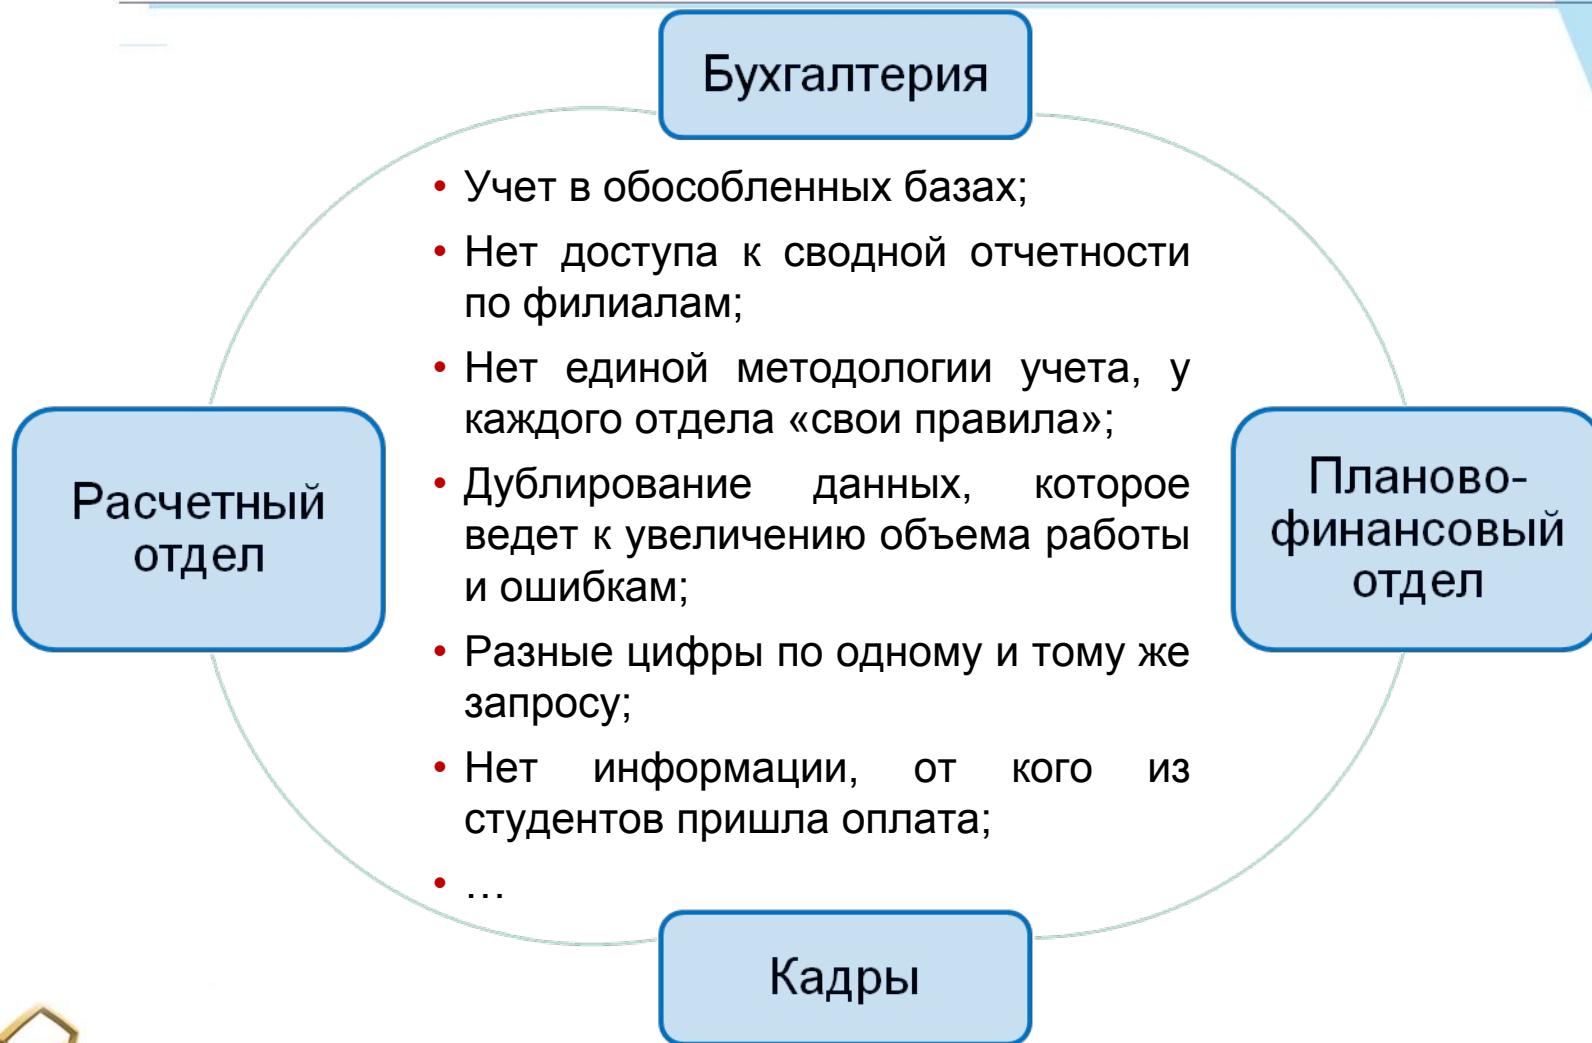 Бухгалтерия
• Учет в обособленных базах;
• Нет доступа к сводной отчетности
по филиалам;
• Нет единой методологии учета, у
каждого отдела «свои правила»;
• Дублирование данных, которое
ведет к увеличению объема работы
и ошибкам;
• Разные цифры по одному и тому же
запросу;
• Нет информации, от кого из
студентов пришла оплата;
• …
Расчетный
отдел
Планово-
финансовый
отдел
Кадры